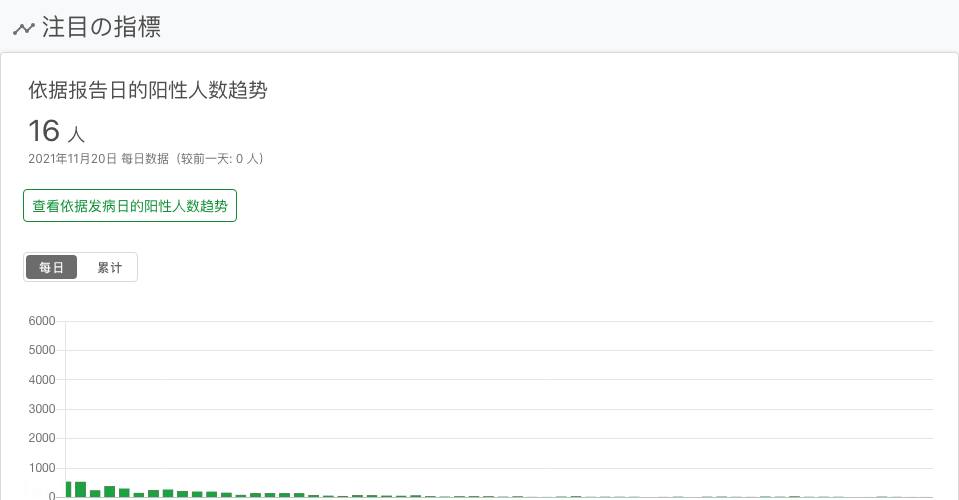 注目の指標
依据报告日的阳性人数趋势
16 人
2021年11月20日 每日数据（较前一天: 0 人）
查看依据发病日的阳性人数趋势
每日 累计
6000
5000
4000
3000
2000
1000
0